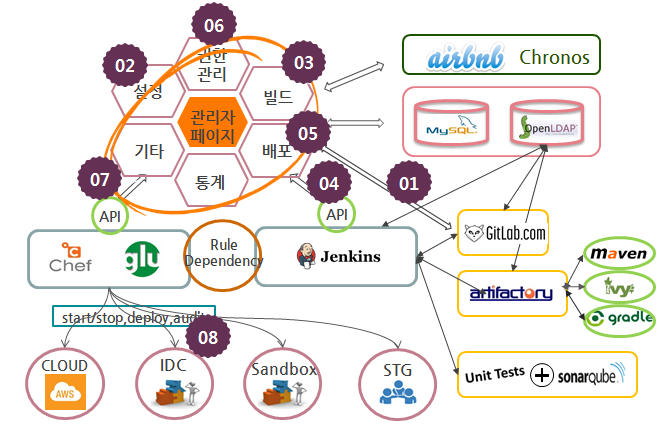 06
권한
관리
02
설정
03
빌드
airbnb Chronos
관리자
페이지
MySQL
OpenLDAP
기타
배포
05
07
통계
04
01
API
API
GitLab.com
Chef
glu
Rule
Dependency
Jenkins
maven
artifactory
ivy
gradle
start/stop,deploy,audit
08
CLOUD
AWS
IDC
Sandbox
STG
Unit Tests + sonarqube